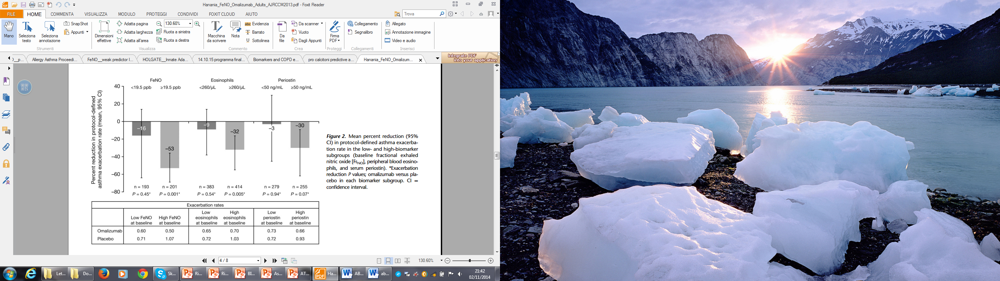 Hanania_FeNO_Omalizumab_Adults_AJRCCM2013.pdf - Foxit Reader
FILE HOME COMMENTA VISUALIZZA MODULO PROTEGGI CONDIVIDI FOXIT CLOUD AIUTO
Trova
Mano
Seleziona testo
Seleziona annotazione
SnapShot
Appunti
Strumenti
Dimensioni effettive
Adatta pagina
Adatta larghezza
Adatta all'area
130.60%
Ruota a sinistra
Ruota a destra
Visualizza
Macchina da scrivere
Nota
abc Evidenzia
Barrato
Sottolinea
Commento
Da file
Da scanner
Vuoto
Dagli Appunti
Crea
Firma PDF
Proteggi
Collegamento
Segnalibro
Collegamenti
Allegato
Annotazione immagine
Video e audio
Inserisci
Allergy Asthma Proceedi...
FeNO__weak predictor I...
HOLGATE__Innate Ada...
14.10.15 programma final...
Biomarkers and COPD e...
pro calcitoni predictive a...
Hanania_FeNO_Omalizum...
Integrate PDF
into your application
Percent reduction in protocol-defined
asthma exacerbation rate (mean, 95% CI)
FeNO Eosinophils Periostin
<19.5 ppb ≥19.5 ppb <260/µL ≥260/µL <50 ng/mL ≥50 ng/mL
40
20
0
–20
–40
–60
–80
–16 –53 –9 –32 –3 –30
n = 193 n = 201 n = 383 n = 414 n = 279 n = 255
P = 0.45* P = 0.001* P = 0.54* P = 0.005* P = 0.94* P = 0.07*
Figure 2. Mean percent reduction (95%
CI) in protocol-defined asthma exacerba-
tion rate in the low- and high-biomarker
subgroups (baseline fractional exhaled
nitric oxide [FENO], peripheral blood eosino-
phils, and serum periostin). *Exacerbation
reduction P values; omalizumab versus pla-
cebo in each biomarker subgroup. CI =
confidence interval.
Exacerbation rates
Low FeNO at baseline
High FeNO at baseline
Low eosinophils at baseline
High eosinophils at baseline
Low periostin at baseline
High periostin at baseline
Omalizumab 0.60 0.50 0.65 0.70 0.73 0.66
Placebo 0.71 1.07 0.72 1.03 0.72 0.93
4 / 8
130.60%
Let... Do... Sk... Ri... Ri... BI... As... AT... Ha... AB... ab...
21:42
02/11/2014